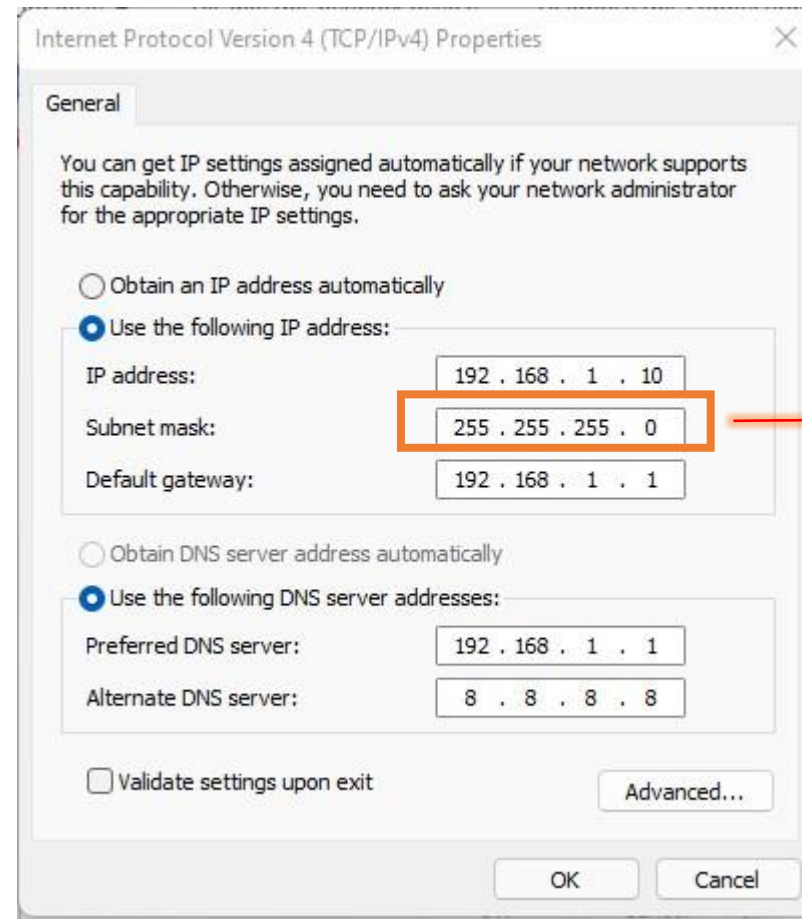 Internet Protocol Version 4 (TCP/IPv4) Properties
General
You can get IP settings assigned automatically if your network supports
this capability. Otherwise, you need to ask your network administrator
for the appropriate IP settings.
Obtain an IP address automatically
Use the following IP address:
IP address: 192 . 168 . 1 . 10
Subnet mask: 255 . 255 . 255 . 0
Default gateway: 192 . 168 . 1 . 1
Obtain DNS server address automatically
Use the following DNS server addresses:
Preferred DNS server: 192 . 168 . 1 . 1
Alternate DNS server: 8 . 8 . 8 . 8
Validate settings upon exit
Advanced...
OK Cancel